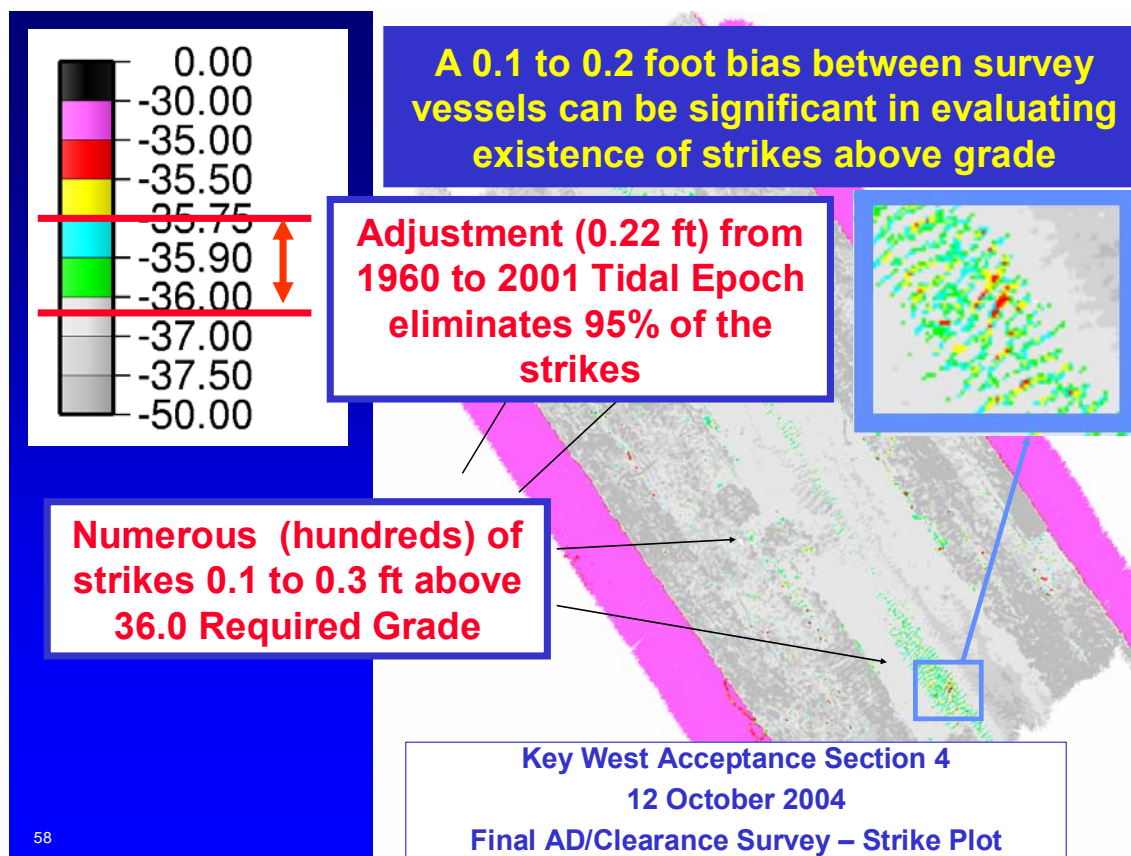 0.00
-30.00
-35.00
-35.50
-35.75
-35.90
-36.00
-37.00
-37.50
-50.00
A 0.1 to 0.2 foot bias between survey
vessels can be significant in evaluating
existence of strikes above grade
Adjustment (0.22 ft) from
1960 to 2001 Tidal Epoch
eliminates 95% of the
strikes
Numerous (hundreds) of
strikes 0.1 to 0.3 ft above
36.0 Required Grade
Key West Acceptance Section 4
12 October 2004
Final AD/Clearance Survey – Strike Plot
58